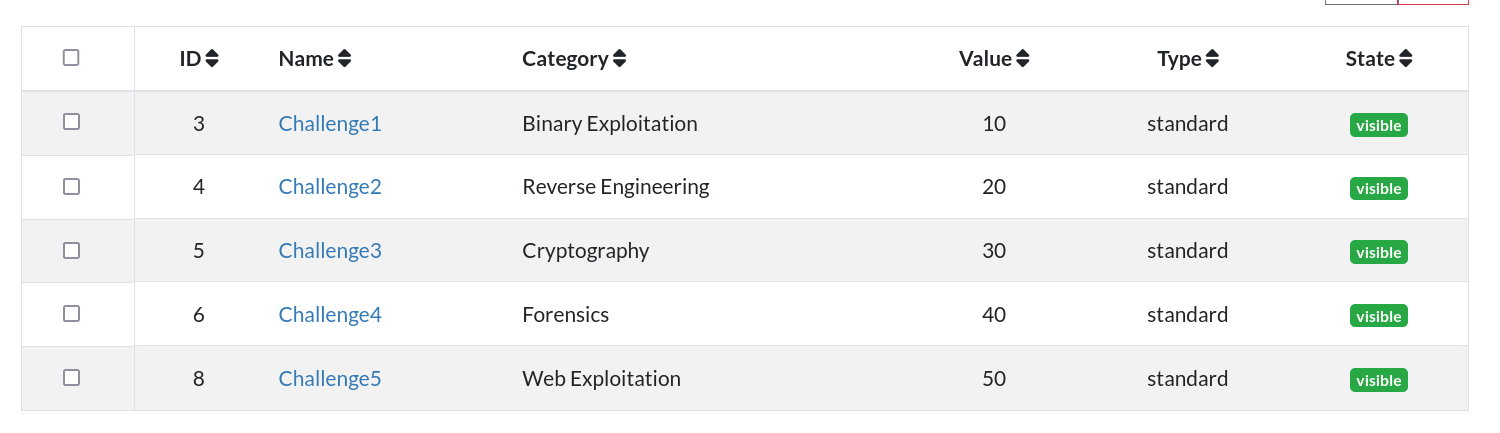 ID Name Category Value Type State
3 Challenge1 Binary Exploitation 10 standard visible
4 Challenge2 Reverse Engineering 20 standard visible
5 Challenge3 Cryptography 30 standard visible
6 Challenge4 Forensics 40 standard visible
8 Challenge5 Web Exploitation 50 standard visible